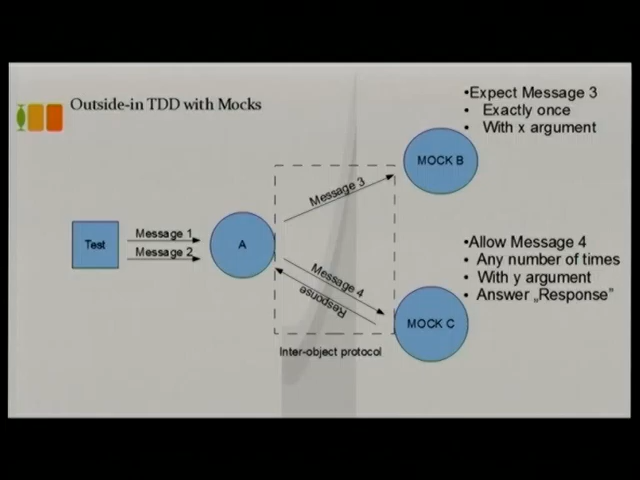 Outside-in TDD with Mocks
•Expect Message 3
• Exactly once
• With x argument
MOCK B
Message 3
Test
Message 1
Message 2
A
Message 4
Response
•Allow Message 4
• Any number of times
• With y argument
• Answer „Response”
MOCK C
Inter-object protocol